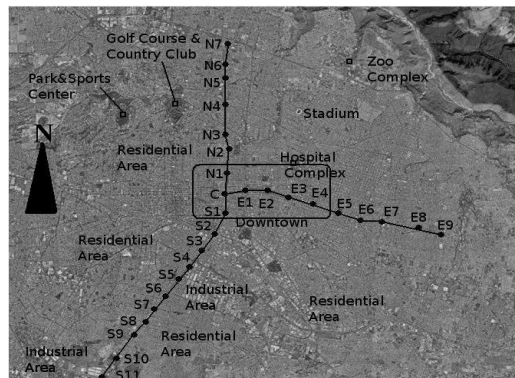 Golf Course &
Country Club
N7
N6
N5
Zoo
Complex
Park&Sports
Center
N4
Stadium
N
N3
Residential
Area
N2
Hospital
Complex
N1
C
E1
E2
E3
E4
S1
E5
Downtown
E6
E7
E8
E9
S2
Residential
Area
S3
S4
S5
Industrial
Area
S6
Residential
Area
S7
S8
S9
Residential
Area
Industrial
Area
S10
S11